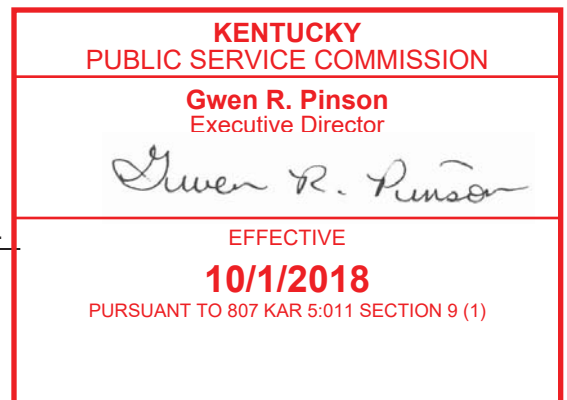 KENTUCKY
PUBLIC SERVICE COMMISSION
Gwen R. Pinson
Executive Director
Gwen R. Pinson
EFFECTIVE
10/1/2018
PURSUANT TO 807 KAR 5:011 SECTION 9 (1)